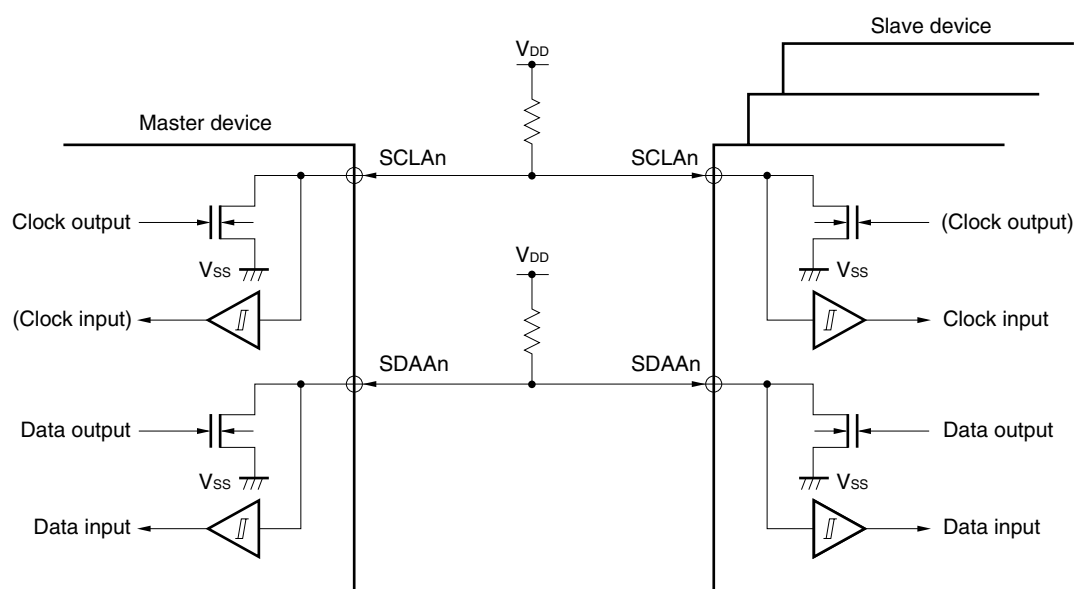 Slave device
VDD
Master device
SCLAn
SCLAn
Clock output
(Clock output)
VSS
VSS
VDD
(Clock input)
Clock input
SDAAn
SDAAn
Data output
Data output
VSS
VSS
Data input
Data input